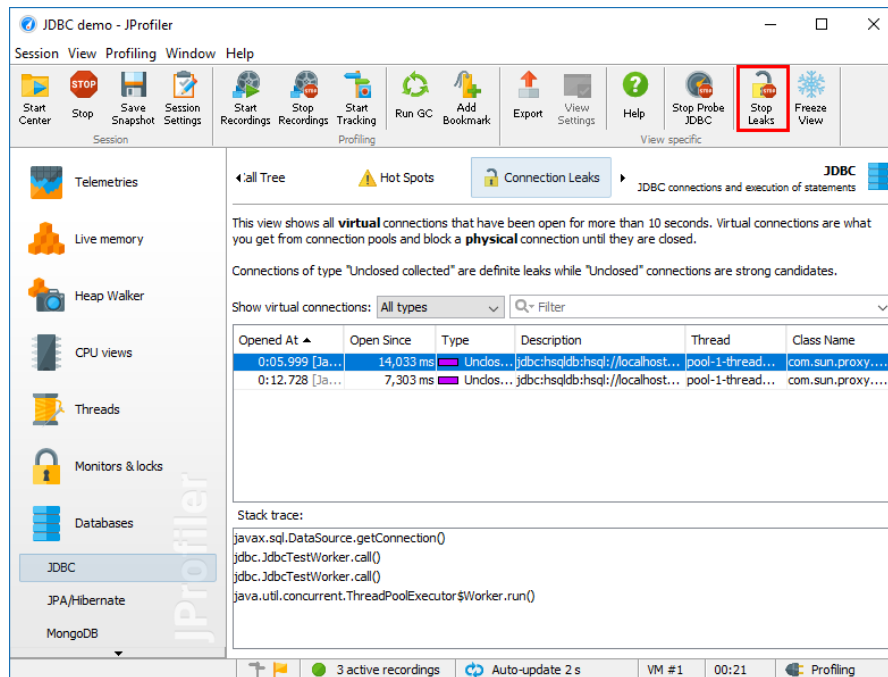 JDBC demo - JProfiler
Session View Profiling Window Help
STOP
Start Center
Stop
Save Snapshot
Session Settings
Start Recordings
Stop Recordings
Start Tracking
Run GC
Add Bookmark
Export
View Settings
Help
Stop Probe JDBC
Stop Leaks
Freeze View
Session
Profiling
View specific
Telemetries
Live memory
Heap Walker
CPU views
Threads
Monitors & locks
Databases
JDBC
JPA/Hibernate
MongoDB
JProfiler
Call Tree
Hot Spots
Connection Leaks
JDBC
JDBC connections and execution of statements
This view shows all virtual connections that have been open for more than 10 seconds. Virtual connections are what
you get from connection pools and block a physical connection until they are closed.
Connections of type "Unclosed collected" are definite leaks while "Unclosed" connections are strong candidates.
Show virtual connections: All types Filter
Opened At Open Since Type Description Thread Class Name
0:05.999 [Ja... 14,033 ms Unclos... jdbc:hsqldb:hsql://localhost... pool-1-thread... com.sun.proxy....
0:12.728 [Ja... 7,303 ms Unclos... jdbc:hsqldb:hsql://localhost... pool-1-thread... com.sun.proxy....
Stack trace:
javax.sql.DataSource.getConnection()
jdbc.JdbcTestWorker.call()
jdbc.JdbcTestWorker.call()
java.util.concurrent.ThreadPoolExecutor$Worker.run()
3 active recordings Auto-update 2 s VM #1 00:21 Profiling